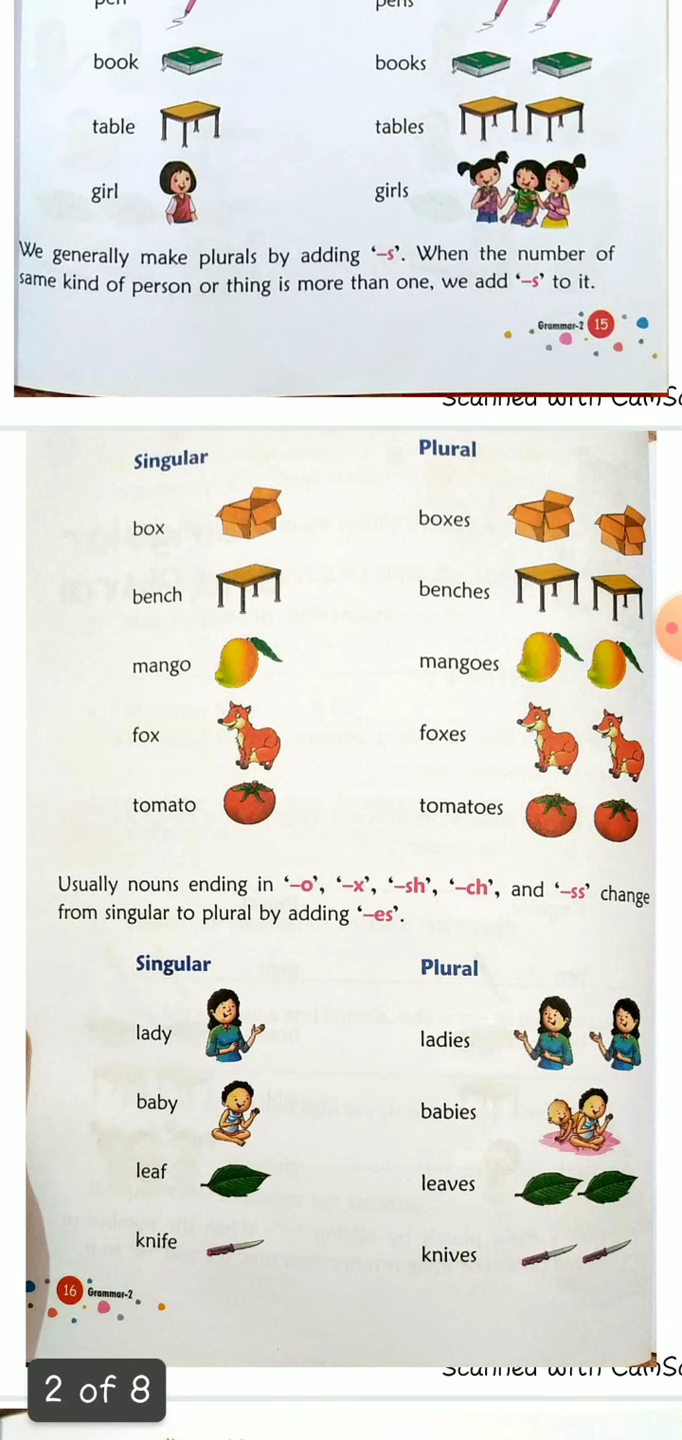 pen pens
book books
table tables
girl girls
We generally make plurals by adding ‘–s’. When the number of
same kind of person or thing is more than one, we add ‘–s’ to it.
Grammar-2 15
Singular Plural
box boxes
bench benches
mango mangoes
fox foxes
tomato tomatoes
Usually nouns ending in ‘–o’, ‘–x’, ‘–sh’, ‘–ch’, and ‘–ss’ change
from singular to plural by adding ‘–es’.
Singular Plural
lady ladies
baby babies
leaf leaves
knife knives
16 Grammar-2
2 of 8